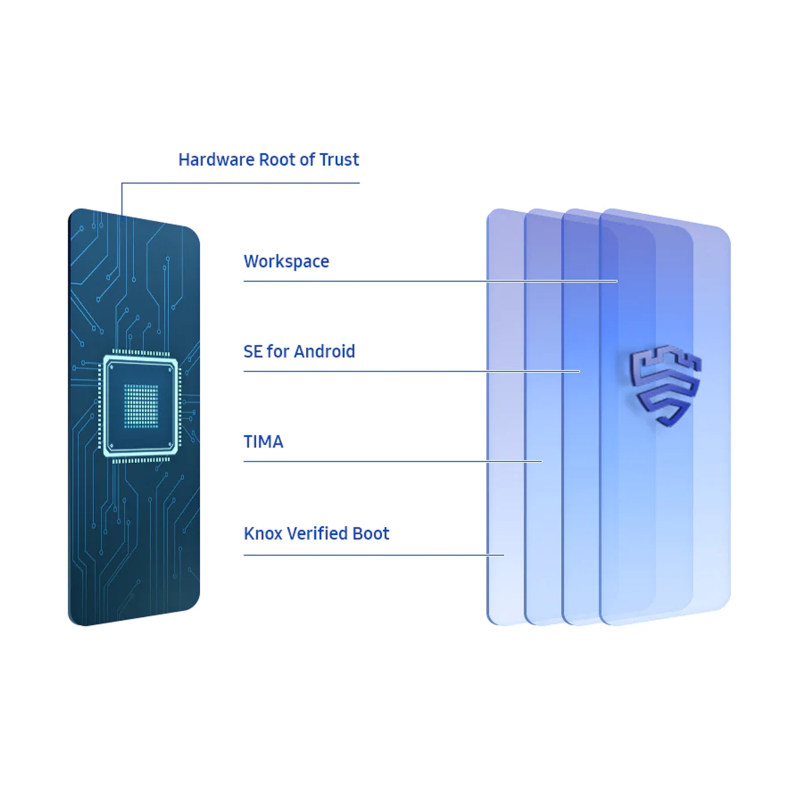 Hardware Root of Trust
Workspace
SE for Android
TIMA
Knox Verified Boot